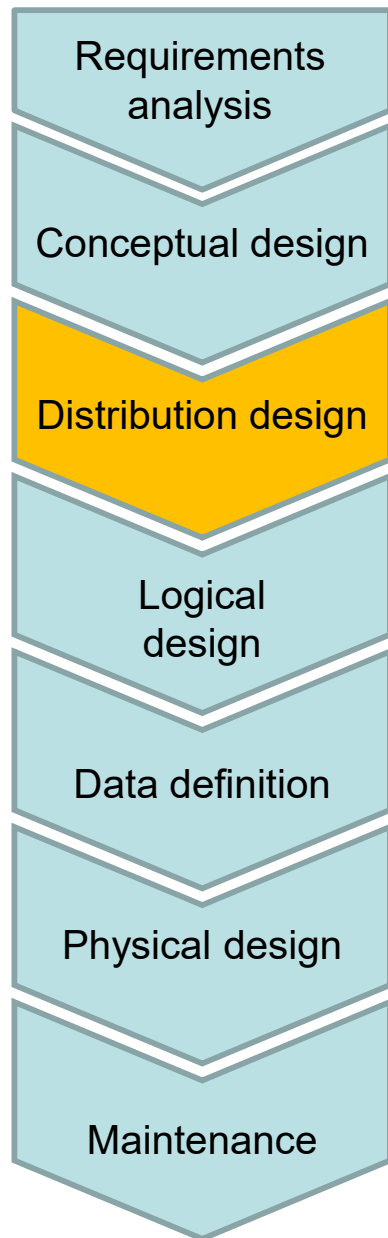 Requirements
analysis
Conceptual design
Distribution design
Logical
design
Data definition
Physical design
Maintenance